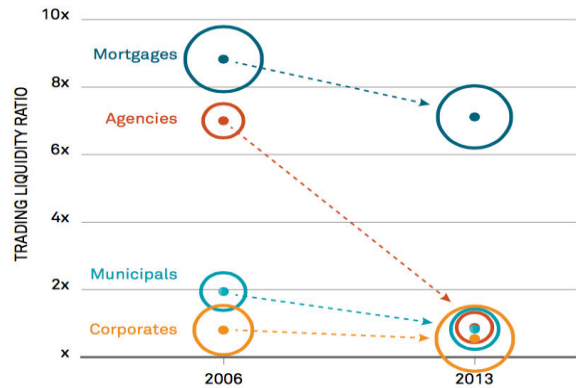 10x
Mortgages
8x
Agencies
6x
TRADING LIQUIDITY RATIO
4x
Municipals
2x
Corporates
x
2006
2013